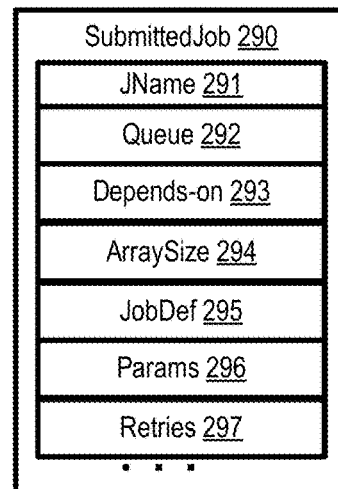 SubmittedJob 290
JName 291
Queue 292
Depends-on 293
ArraySize 294
JobDef 295
Params 296
Retries 297